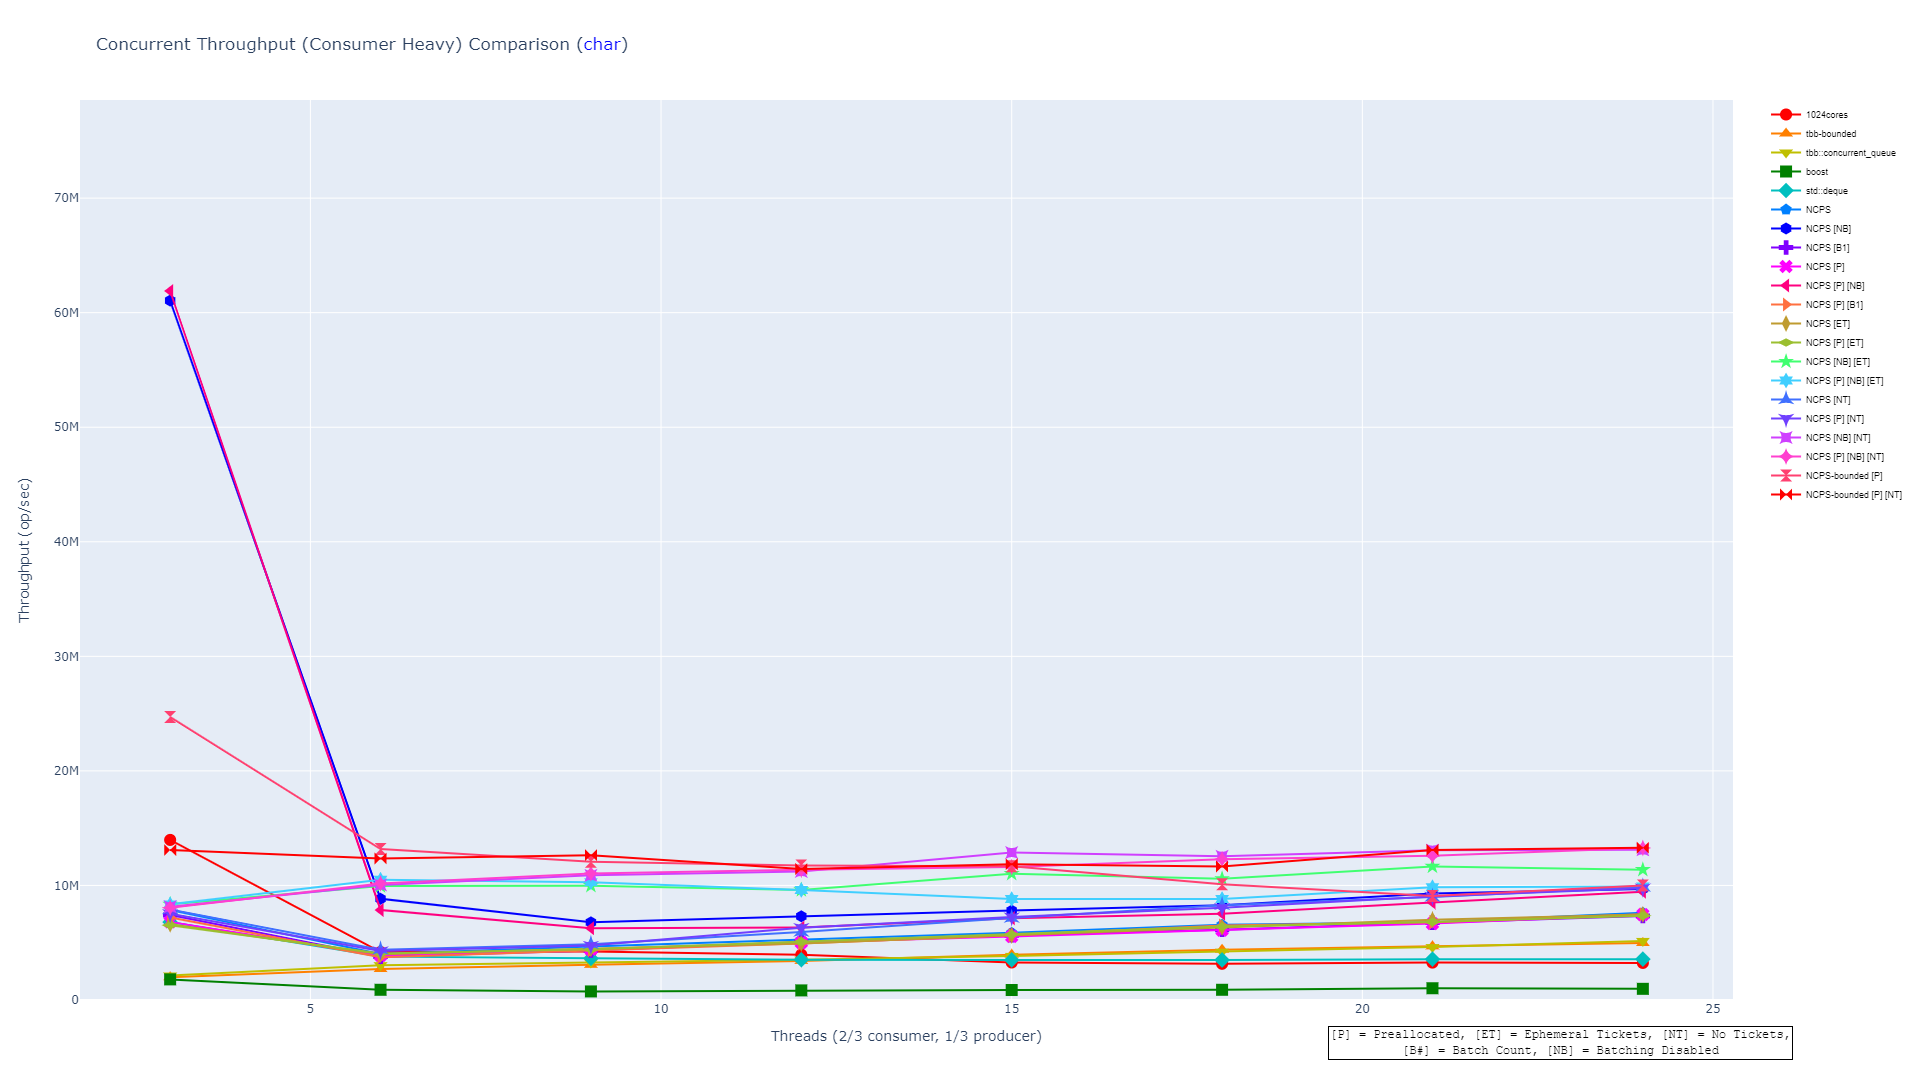 Concurrent Throughput (Consumer Heavy) Comparison (char)
Throughput (op/sec)
70M
60M
50M
40M
30M
20M
10M
0
5
10
15
20
25
Threads (2/3 consumer, 1/3 producer)
1024cores
tbb-bounded
tbb::concurrent_queue
boost
std::deque
NCPS
NCPS [NB]
NCPS [B1]
NCPS [P]
NCPS [P] [NB]
NCPS [P] [B1]
NCPS [ET]
NCPS [P] [ET]
NCPS [NB] [ET]
NCPS [P] [NB] [ET]
NCPS [NT]
NCPS [P] [NT]
NCPS [NB] [NT]
NCPS [P] [NB] [NT]
NCPS-bounded [P]
NCPS-bounded [P] [NT]
[P] = Preallocated, [ET] = Ephemeral Tickets, [NT] = No Tickets,
[B#] = Batch Count, [NB] = Batching Disabled